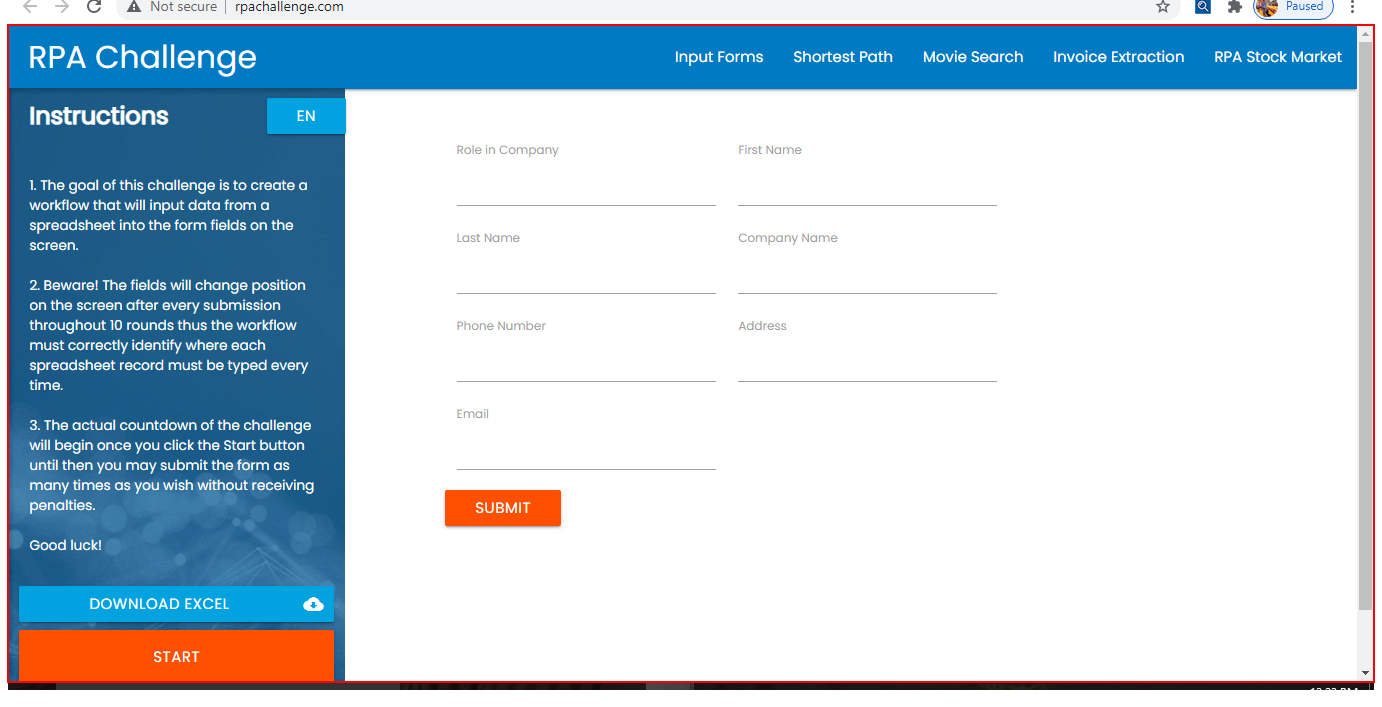 Not secure | rpachallenge.com
Paused
RPA Challenge
Input Forms Shortest Path Movie Search Invoice Extraction RPA Stock Market
Instructions
EN
1. The goal of this challenge is to create a
workflow that will input data from a
spreadsheet into the form fields on the
screen.
2. Beware! The fields will change position
on the screen after every submission
throughout 10 rounds thus the workflow
must correctly identify where each
spreadsheet record must be typed every
time.
3. The actual countdown of the challenge
will begin once you click the Start button
until then you may submit the form as
many times as you wish without receiving
penalties.
Good luck!
DOWNLOAD EXCEL
START
Role in Company First Name
Last Name Company Name
Phone Number Address
Email
SUBMIT